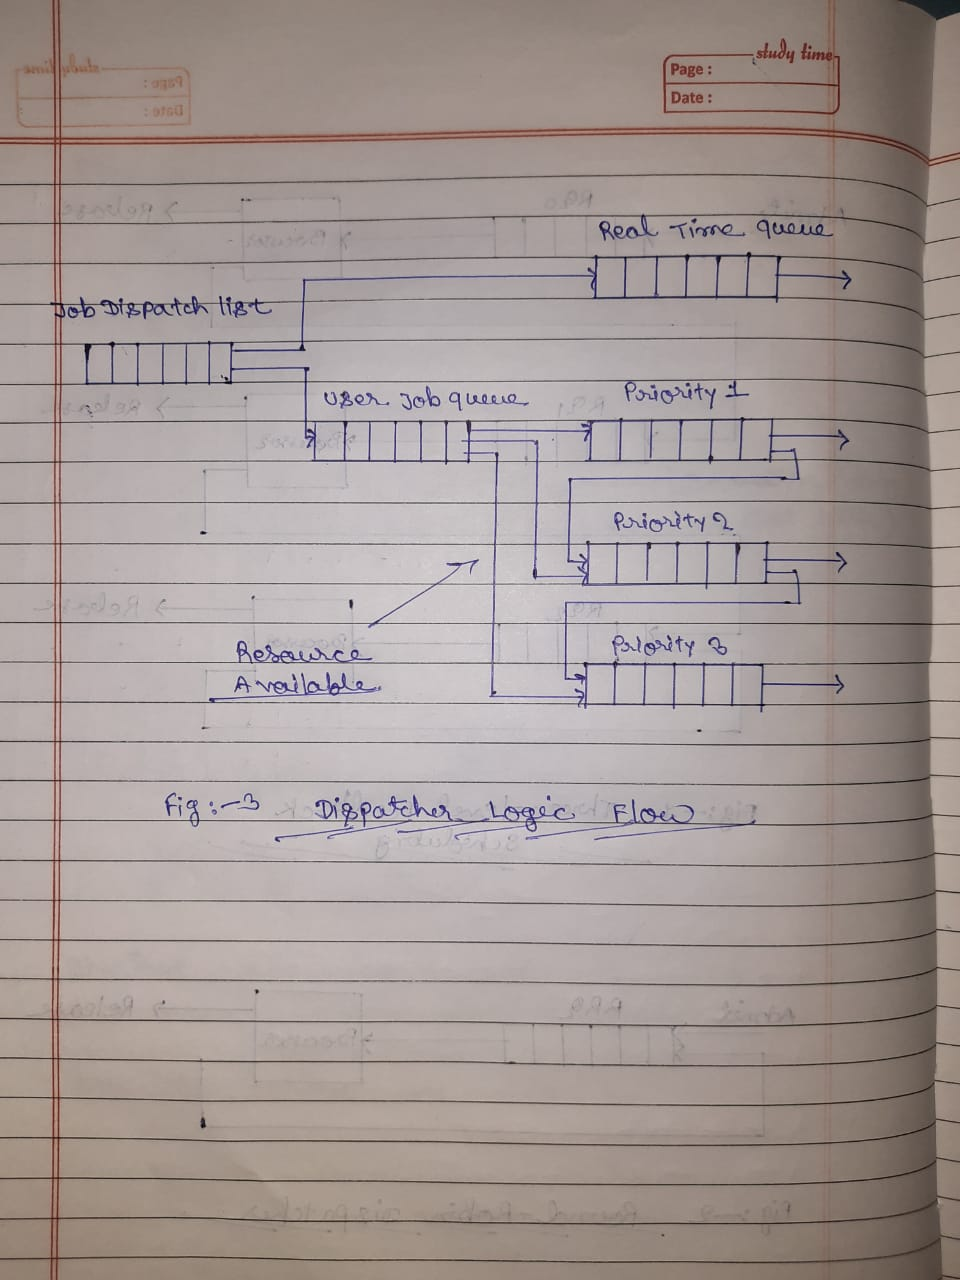 study time
Page :
Date :
Real Time queue
Job Dispatch list
User Job queue
Priority 1
Priority 2
Resource
Available
Priority 3
Fig :- 3 Dispatcher Logic Flow